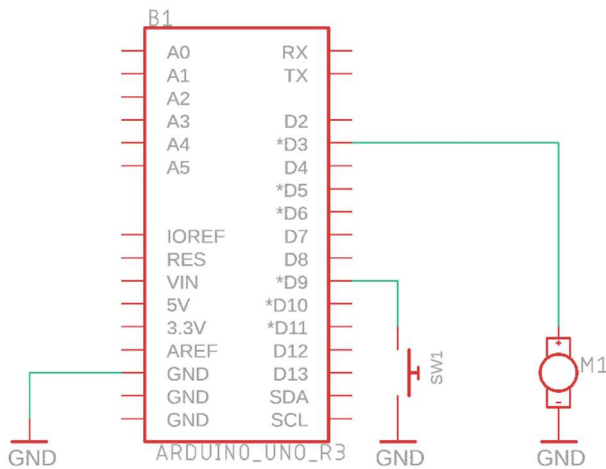 B1
A0 RX
A1 TX
A2
A3 D2
A4 *D3
A5 D4
*D5
*D6
IOREF D7
RES D8
VIN *D9
5V *D10
3.3V *D11
AREF D12
GND D13
GND SDA
GND SCL
ARDUINO_UNO_R3
SW1
+
M1
-
GND
GND
GND